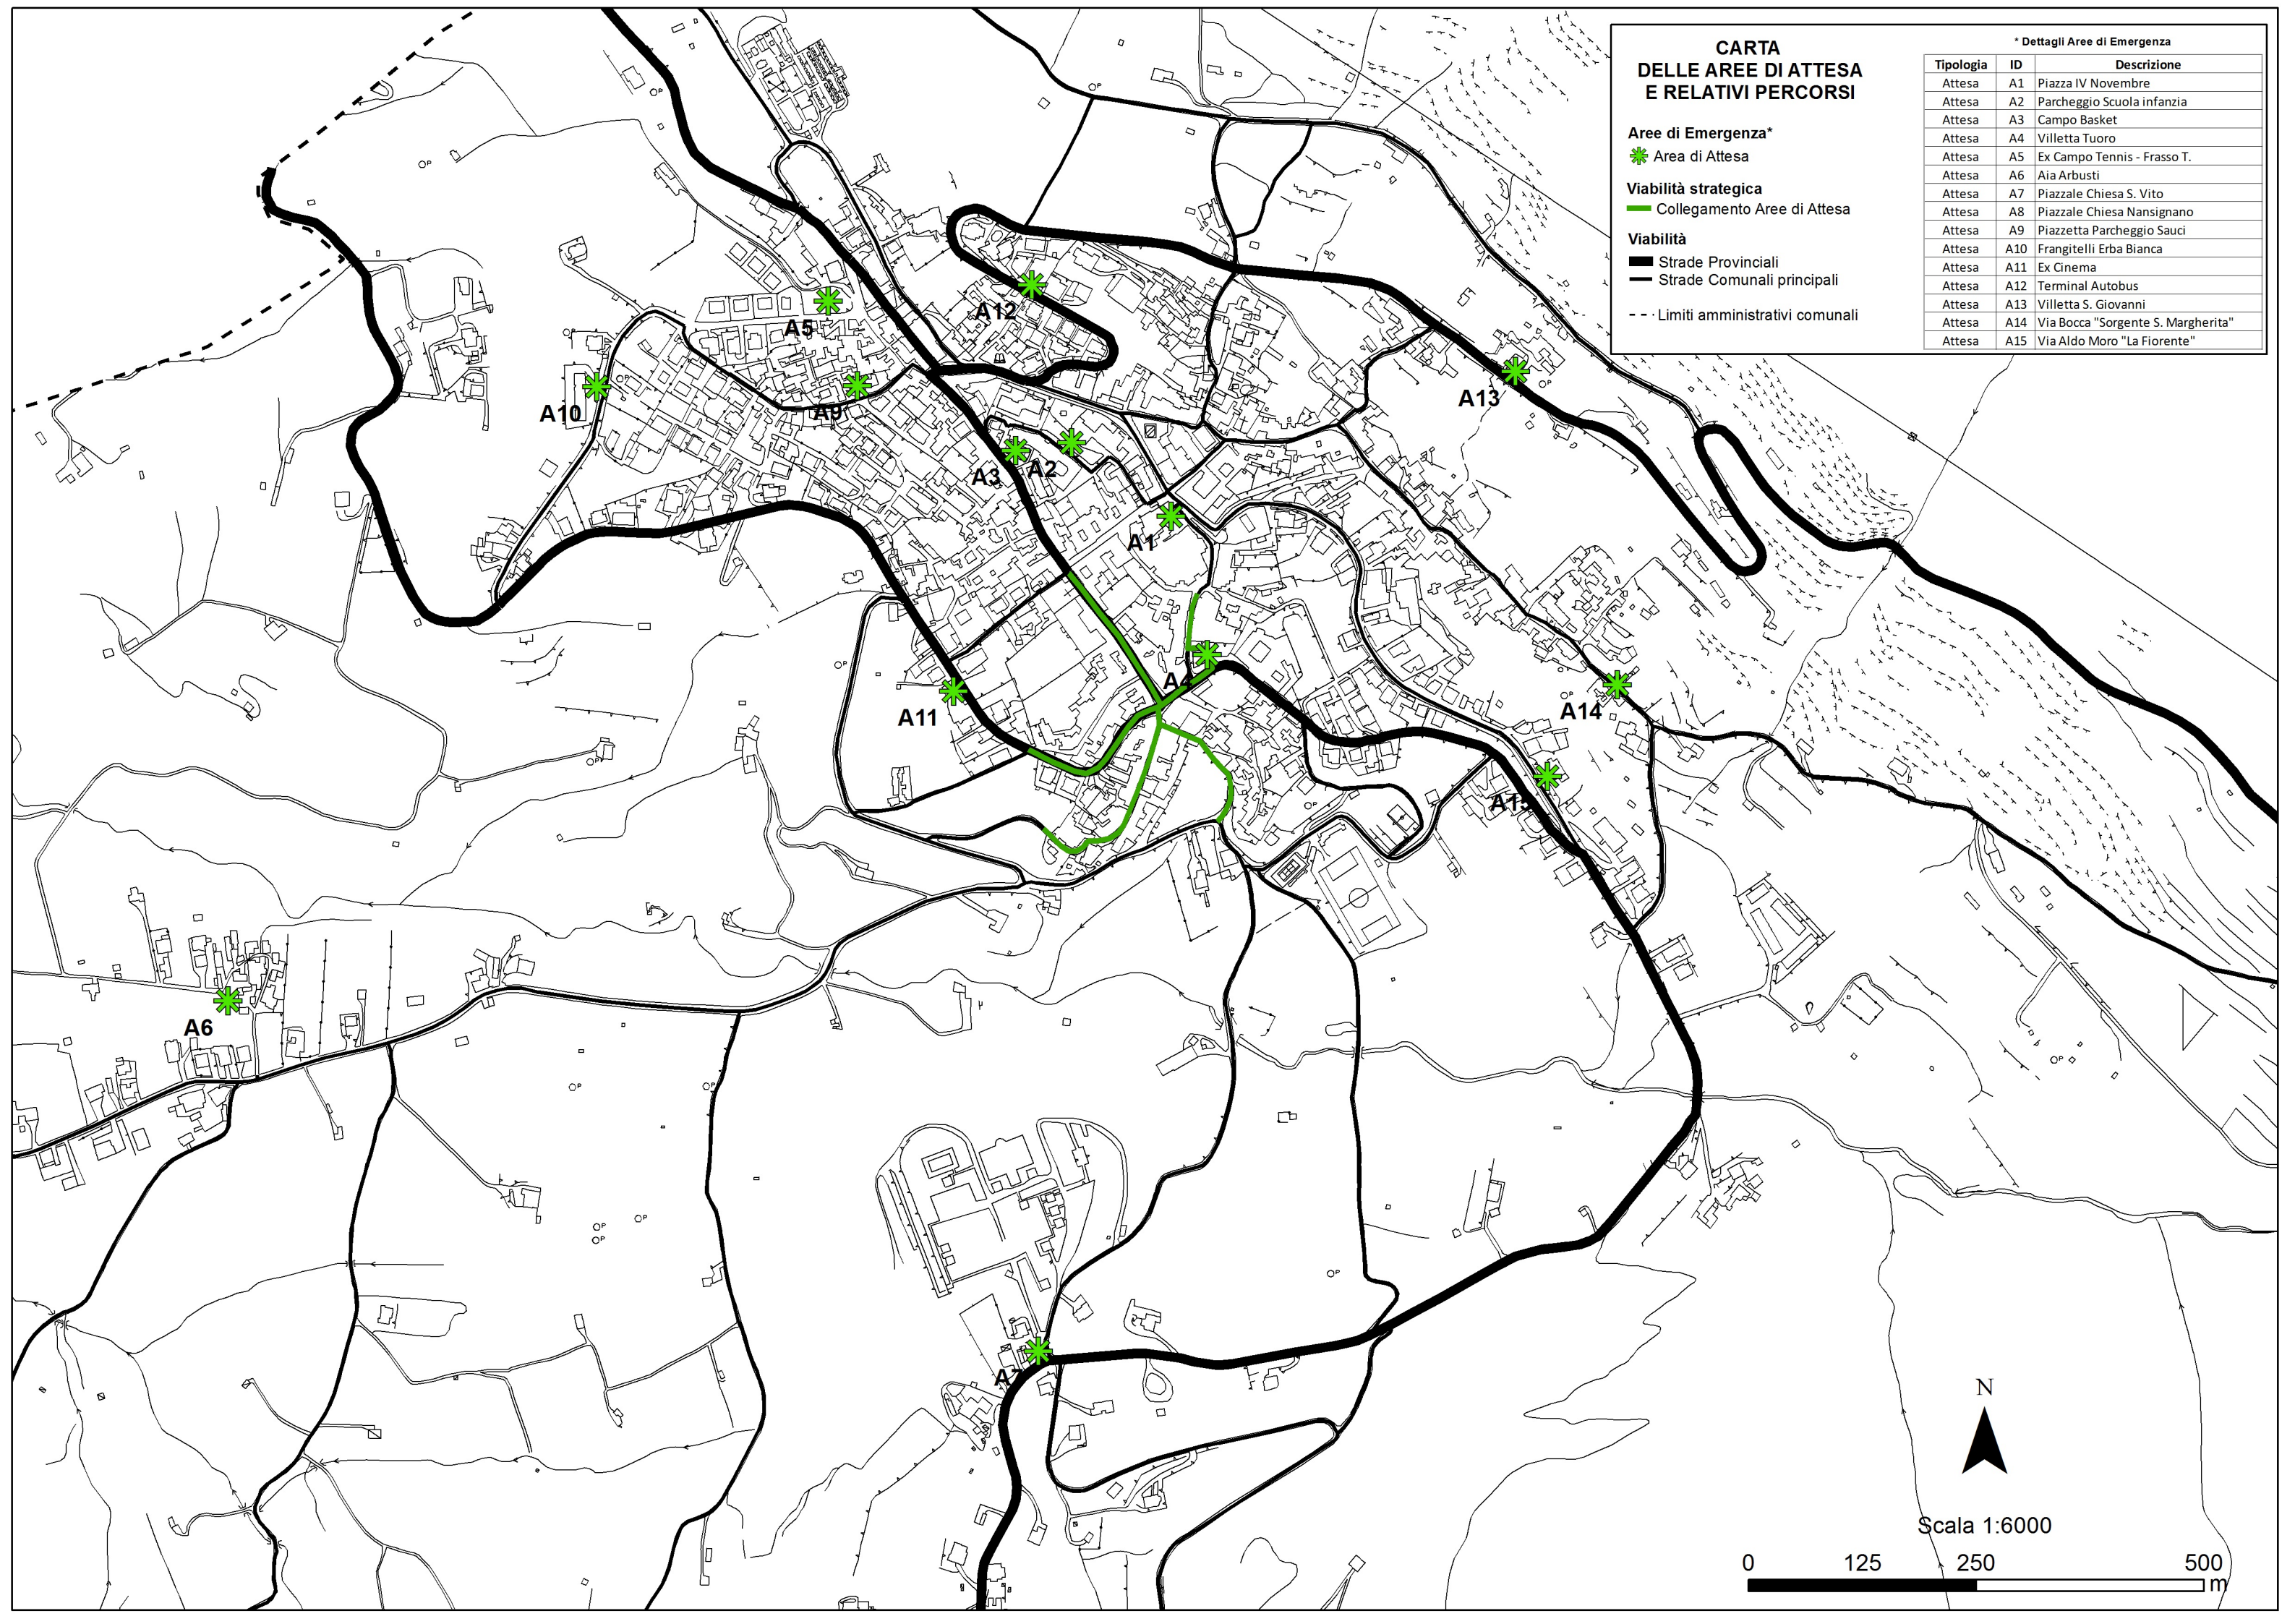 CARTA
DELLE AREE DI ATTESA
E RELATIVI PERCORSI
Aree di Emergenza*
Area di Attesa
Viabilità strategica
Collegamento Aree di Attesa
Viabilità
Strade Provinciali
Strade Comunali principali
Limiti amministrativi comunali
* Dettagli Aree di Emergenza
Tipologia ID Descrizione
Attesa A1 Piazza IV Novembre
Attesa A2 Parcheggio Scuola infanzia
Attesa A3 Campo Basket
Attesa A4 Villetta Tuoro
Attesa A5 Ex Campo Tennis - Frasso T.
Attesa A6 Aia Arbusti
Attesa A7 Piazzale Chiesa S. Vito
Attesa A8 Piazzale Chiesa Nansignano
Attesa A9 Piazzetta Parcheggio Sauci
Attesa A10 Frangitelli Erba Bianca
Attesa A11 Ex Cinema
Attesa A12 Terminal Autobus
Attesa A13 Villetta S. Giovanni
Attesa A14 Via Bocca "Sorgente S. Margherita"
Attesa A15 Via Aldo Moro "La Fiorente"
A12
A5
A13
A10
A9
A3
A2
A1
A4
A11
A14
A15
A6
A7
N
Scala 1:6000
0 125 250 500
m